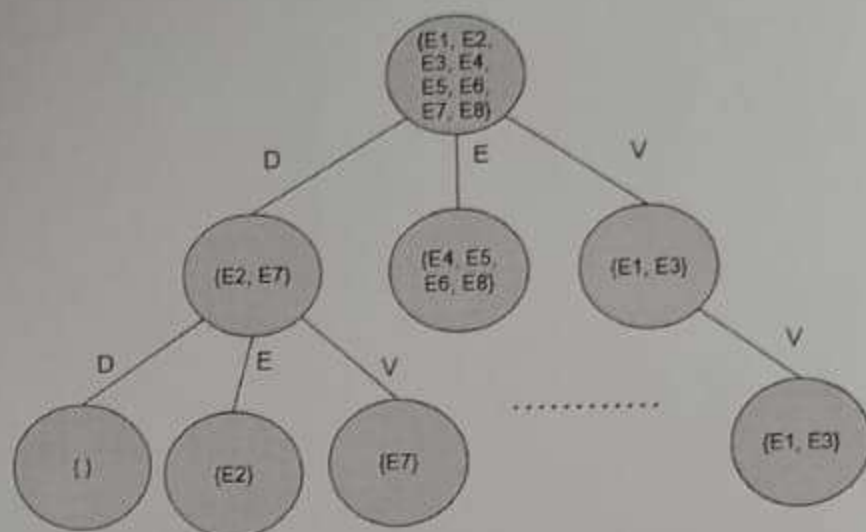 {E1, E2,
E3, E4,
E5, E6,
E7, E8}
D
E
V
{E2, E7}
{E4, E5,
E6, E8}
{E1, E3}
D
E
V
V
{ }
{E2}
{E7}
..............
{E1, E3}